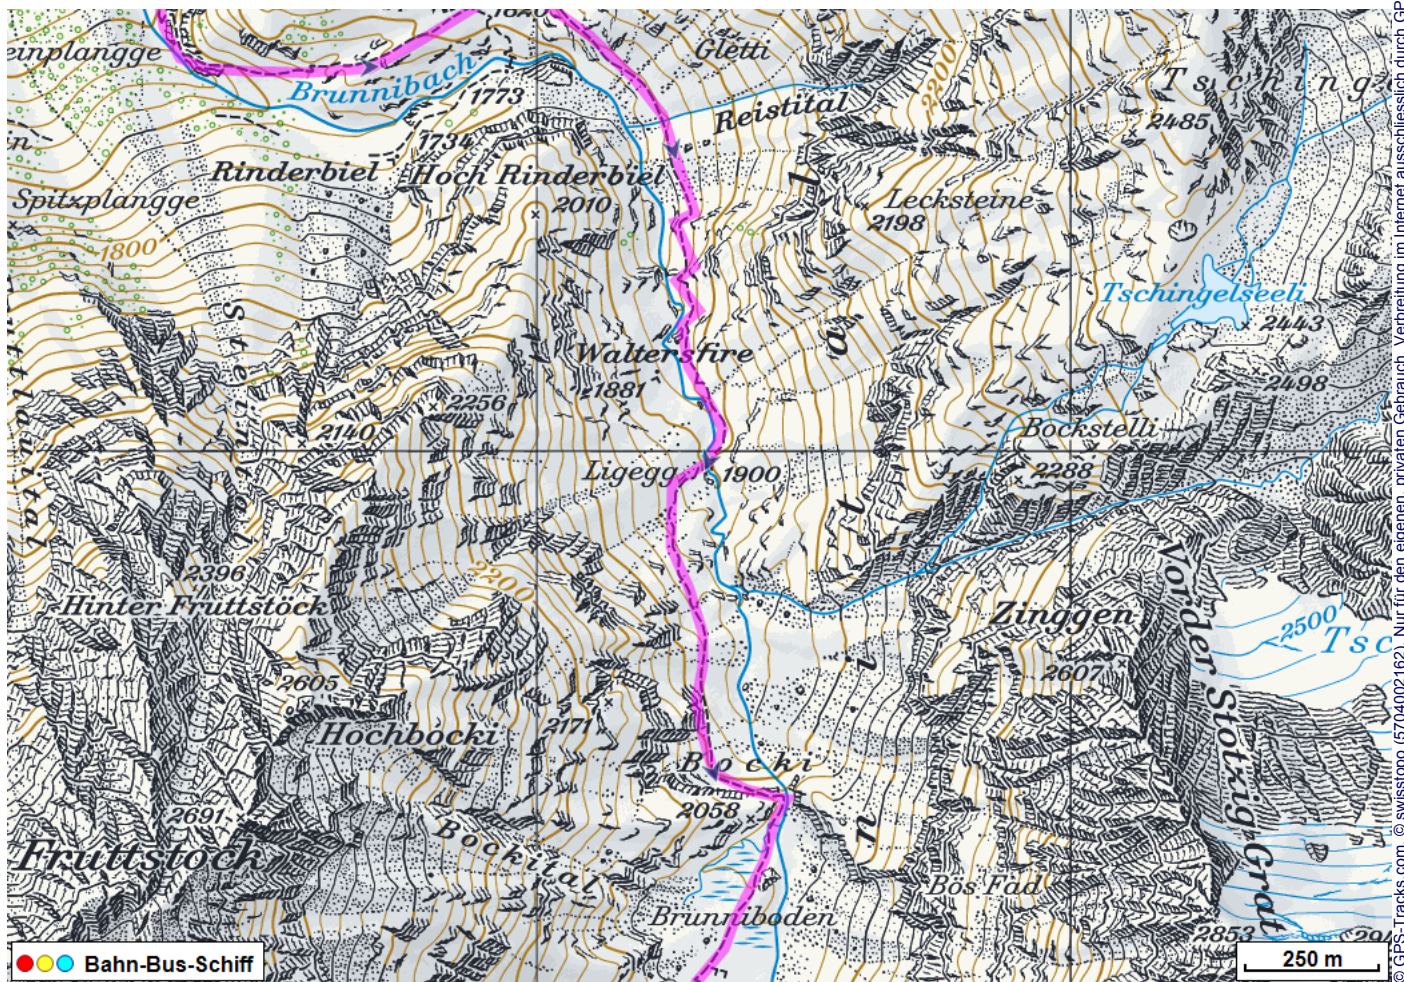 1820
Gletti
einplangge
Brunnibach
1773
2200
Tsching
Reistital
2485
1734
Rinderbiel
Hoch Rinderbiel
Spitzplangge
2010
Lecksteine
2198
1800
Tschingelseeli
2443
Sternental
Waltersfire
1881
2498
2256
2140
Bockstelli
Ligegg
1900
2288
2396
2200
Hinter Fruttstöck
Zinggen
Vorder Stotzig Grat
2500
Tsc
2605
2607
Hochbocki
2171
Bocki
2691
2058
Fruttstock
Bockital
Bös Fad
Brunniboden
2853
Bahn-Bus-Schiff
250 m
© GPS-Tracks.com, © swisstopo (5704002162) Nur für den eigenen, privaten Gebrauch. Verbreitung im Internet ausschliesslich durch GP